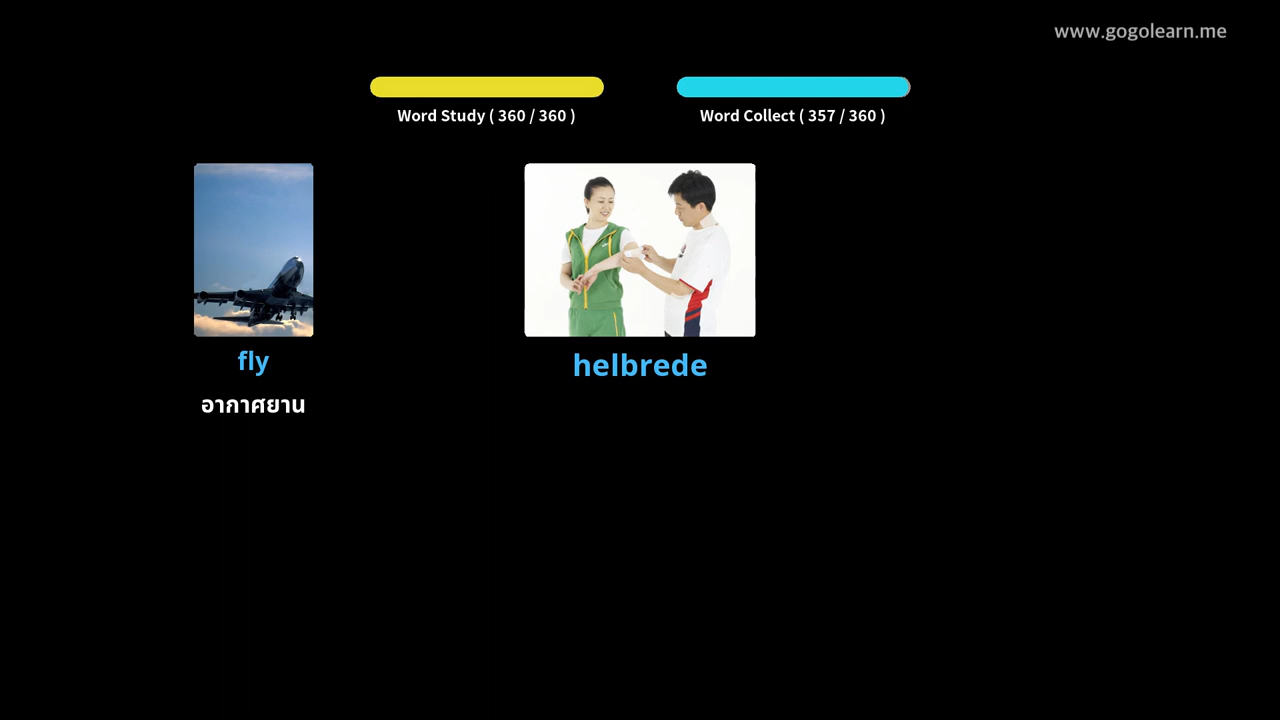 www.gogolearn.me
Word Study ( 360 / 360 )
Word Collect ( 357 / 360 )
fly
อากาศยาน
helbrede